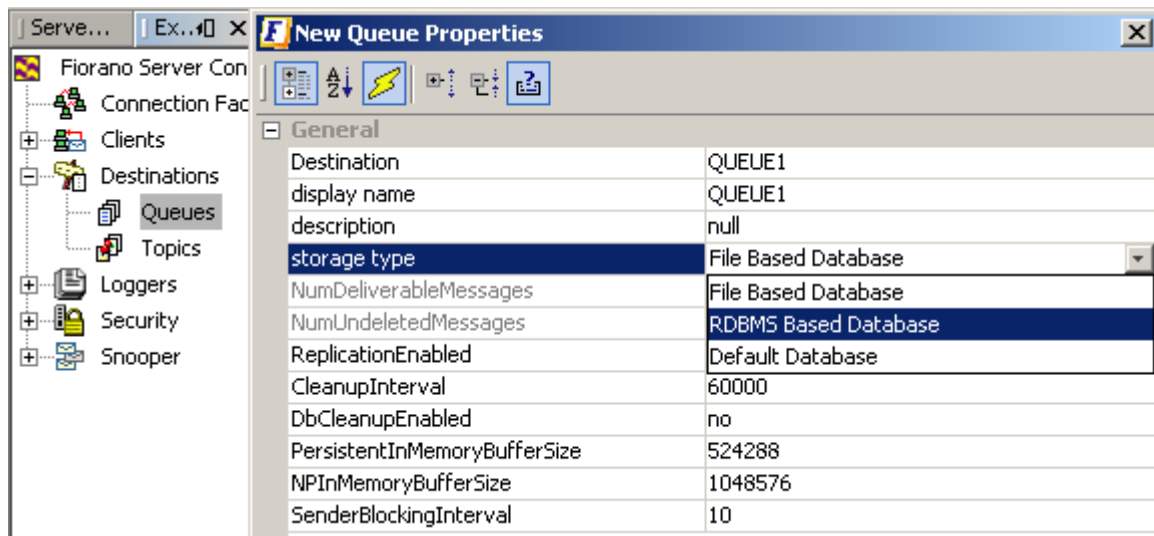 Serve...
Ex..
New Queue Properties
Fiorano Server Con
Connection Fac
Clients
Destinations
Queues
Topics
Loggers
Security
Snooper
General
Destination QUEUE1
display name QUEUE1
description null
storage type File Based Database
NumDeliverableMessages File Based Database
NumUndeletedMessages RDBMS Based Database
ReplicationEnabled Default Database
CleanupInterval 60000
DbCleanupEnabled no
PersistentInMemoryBufferSize 524288
NPInMemoryBufferSize 1048576
SenderBlockingInterval 10